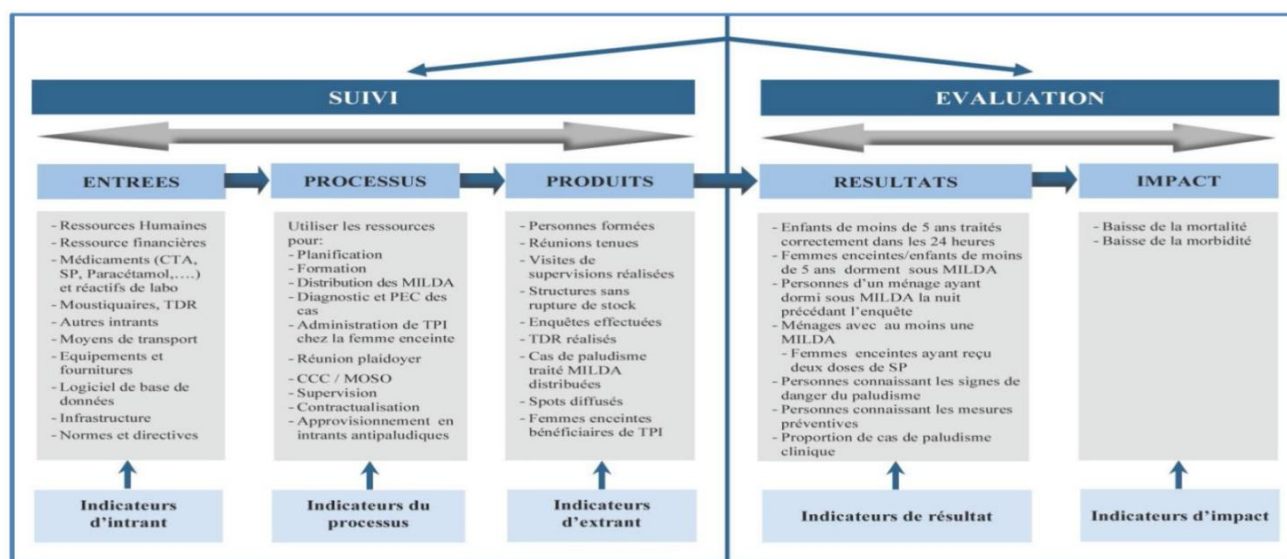 SUIVI
EVALUATION
ENTREES
PROCESSUS
PRODUITS
RESULTATS
IMPACT
- Ressources Humaines
- Ressource financières
- Médicaments (CTA,
SP, Paracétamol,....)
et réactifs de labo
- Moustiquaires, TDR
- Autres intrants
- Moyens de transport
- Equipements et
fournitures
- Logiciel de base de
données
- Infrastructure
- Normes et directives
Utiliser les ressources
pour:
- Planification
- Formation
- Distribution des MILDA
- Diagnostic et PEC des
cas
- Administration de TPI
chez la femme enceinte
- Réunion plaidoyer
- CCC / MOSO
- Supervision
- Contractualisation
- Approvisionnement en
intrants antipaludiques
- Personnes formées
- Réunions tenues
- Visites de
supervisions réalisées
- Structures sans
rupture de stock
- Enquêtes effectuées
- TDR réalisés
- Cas de paludisme
traité MILDA
distribuées
- Spots diffusés
- Femmes enceintes
bénéficiaires de TPI
- Enfants de moins de 5 ans traités
correctement dans les 24 heures
- Femmes enceintes/enfants de moins
de 5 ans dorment sous MILDA
- Personnes d'un ménage ayant
dormi sous MILDA la nuit
précédant l'enquête
- Ménages avec au moins une
MILDA
- Femmes enceintes ayant reçu
deux doses de SP
- Personnes connaissant les signes de
danger du paludisme
- Personnes connaissant les mesures
préventives
- Proportion de cas de paludisme
clinique
- Baisse de la mortalité
- Baisse de la morbidité
Indicateurs
d'intrant
Indicateurs du
processus
Indicateurs
d'extrant
Indicateurs de résultat
Indicateurs d'impact